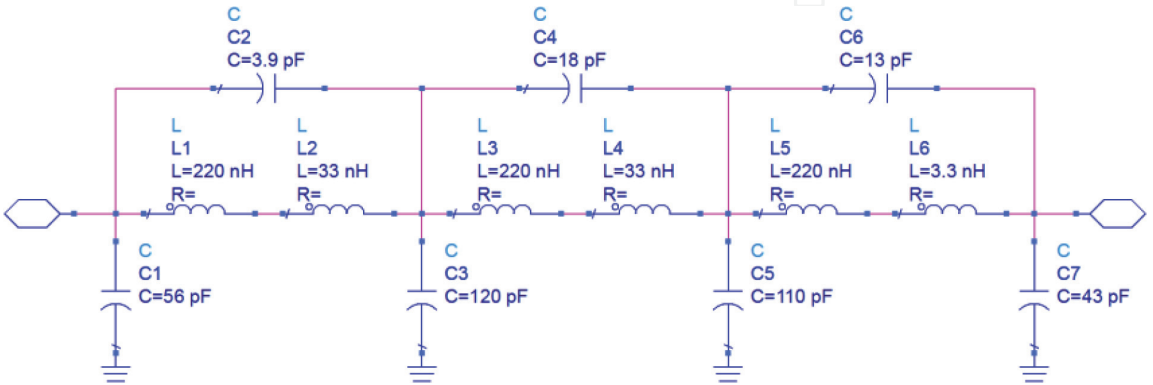 C
C2
C=3.9 pF
C
C4
C=18 pF
C
C6
C=13 pF
L
L1
L=220 nH
R=
L
L2
L=33 nH
R=
L
L3
L=220 nH
R=
L
L4
L=33 nH
R=
L
L5
L=220 nH
R=
L
L6
L=3.3 nH
R=
C
C1
C=56 pF
C
C3
C=120 pF
C
C5
C=110 pF
C
C7
C=43 pF